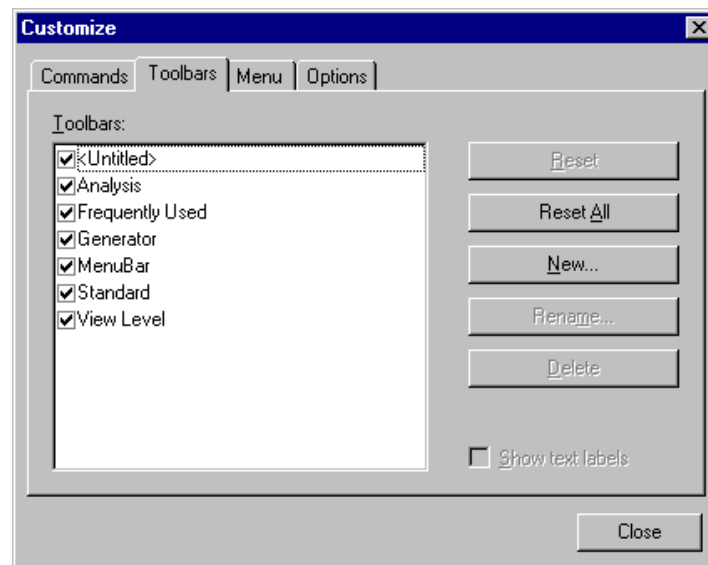 Customize
Commands Toolbars Menu Options
Toolbars:
<Untitled>
Analysis
Frequently Used
Generator
MenuBar
Standard
View Level
Reset
Reset All
New...
Rename...
Delete
Show text labels
Close